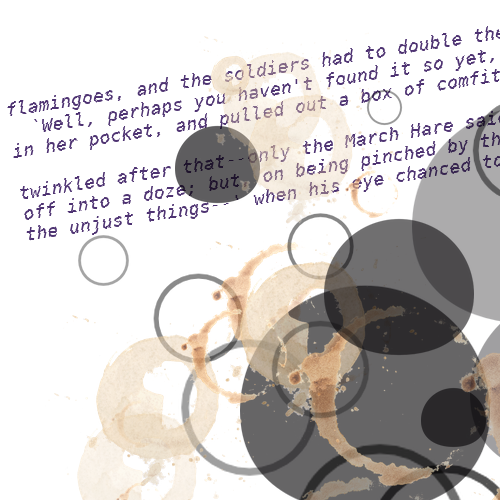 flamingoes, and the soldiers had to double the
`Well, perhaps you haven't found it so yet,
in her pocket, and pulled out a box of comfit
twinkled after that--only the March Hare said
off into a doze; but, on being pinched by th
the unjust things--' when his eye chanced to